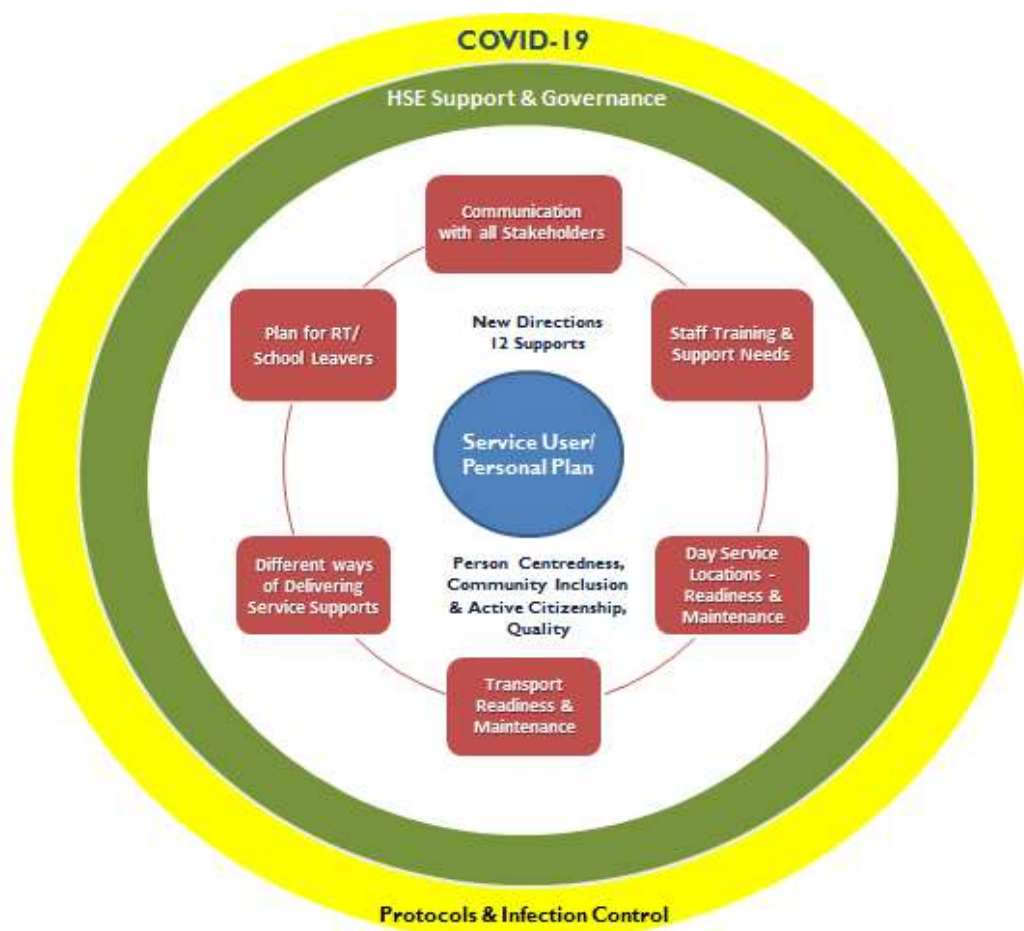 COVID-19
HSE Support & Governance
Communication
with all Stakeholders
Plan for RT/
School Leavers
New Directions
12 Supports
Staff Training &
Support Needs
Service User/
Personal Plan
Different ways
of Delivering
Service Supports
Person Centredness,
Community Inclusion
& Active Citizenship,
Quality
Day Service
Locations -
Readiness &
Maintenance
Transport
Readiness &
Maintenance
Protocols & Infection Control